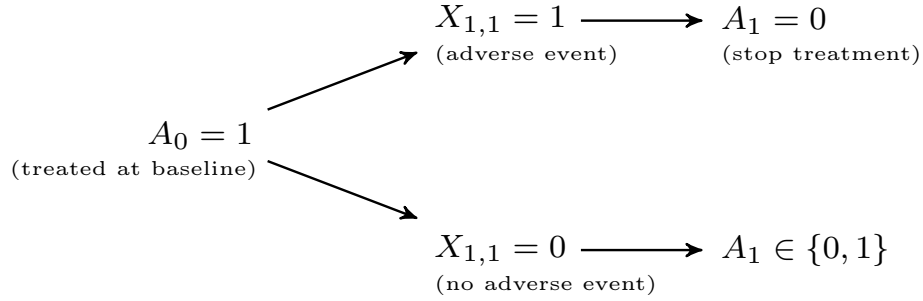 X_{1,1} = 1
(adverse event)
A_1 = 0
(stop treatment)
A_0 = 1
(treated at baseline)
X_{1,1} = 0
(no adverse event)
A_1 ∈ {0, 1}